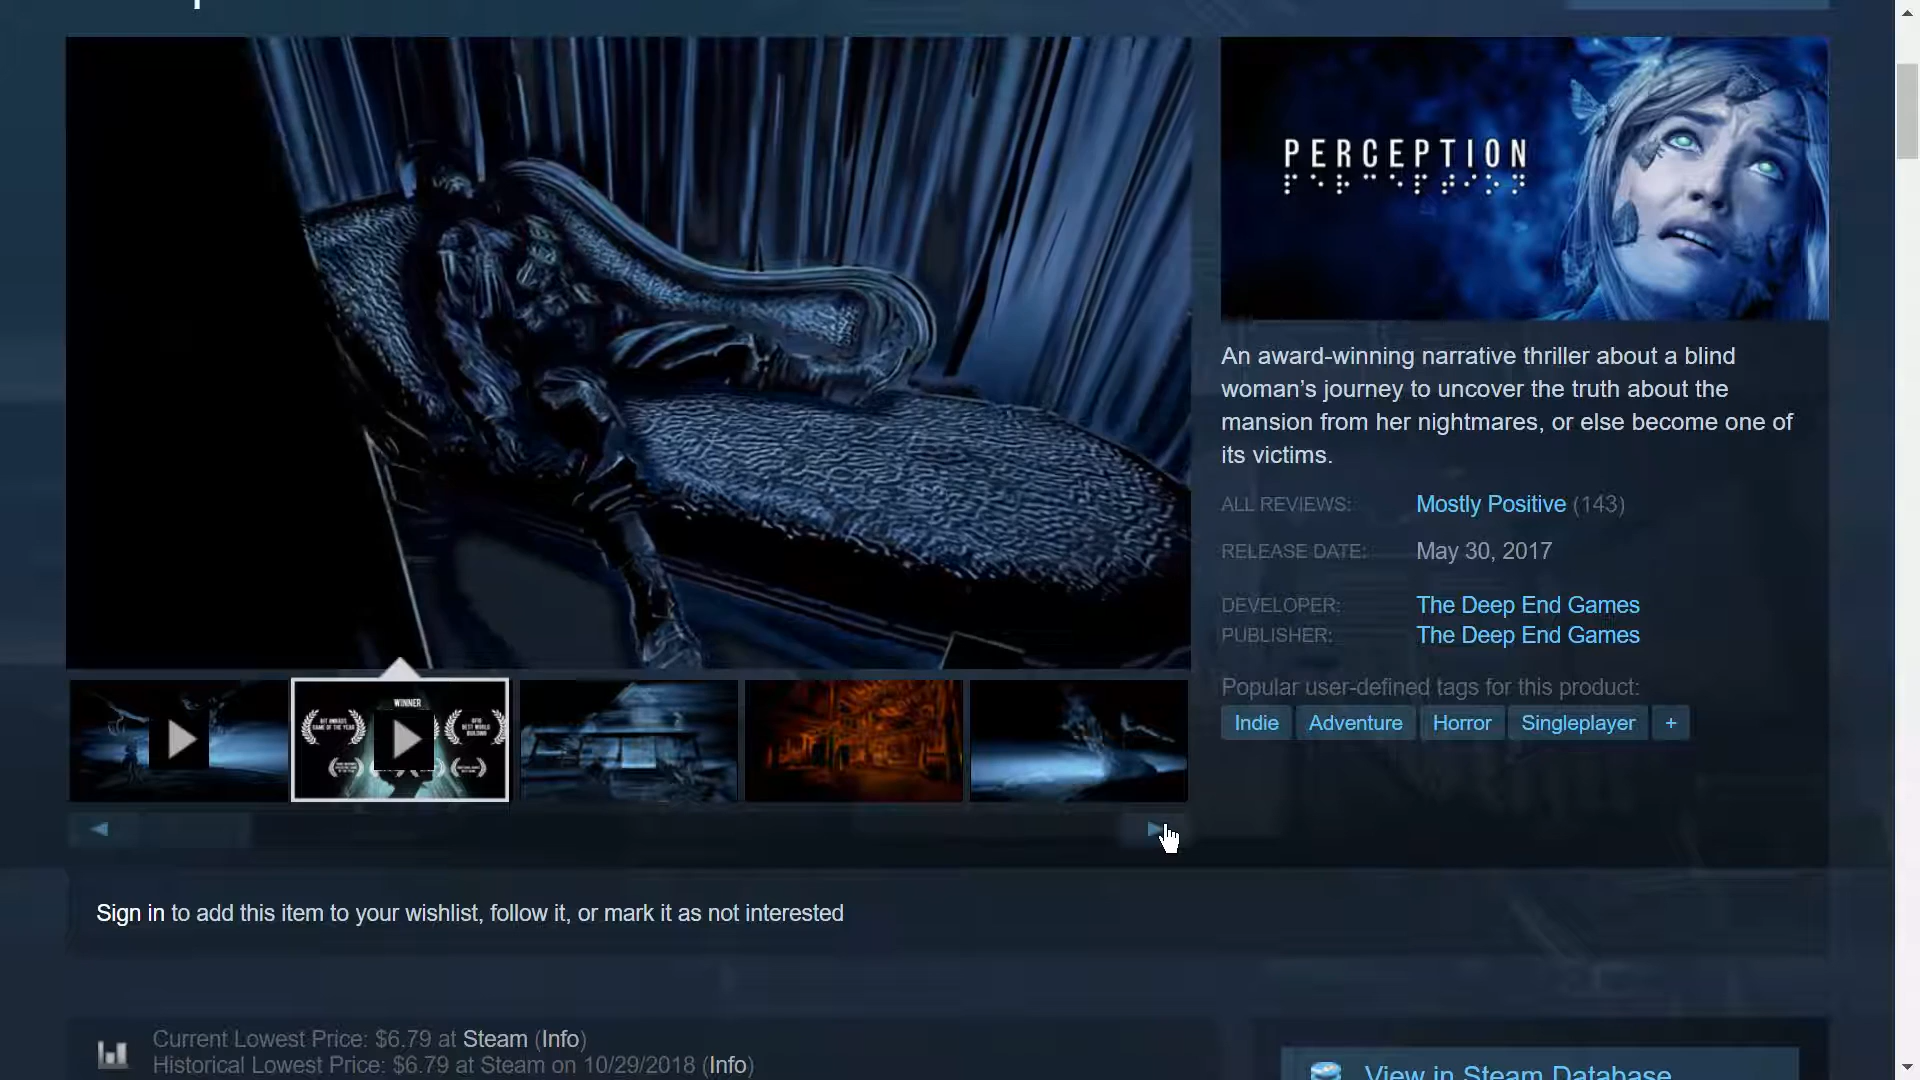 PERCEPTION
⠏⠑⠗⠉⠑⠏⠞⠊⠕⠝
An award-winning narrative thriller about a blind
woman’s journey to uncover the truth about the
mansion from her nightmares, or else become one of
its victims.
ALL REVIEWS: Mostly Positive (143)
RELEASE DATE: May 30, 2017
DEVELOPER: The Deep End Games
PUBLISHER: The Deep End Games
Popular user-defined tags for this product:
Indie Adventure Horror Singleplayer +
WINNER
Sign in to add this item to your wishlist, follow it, or mark it as not interested
Current Lowest Price: $6.79 at Steam (Info)
Historical Lowest Price: $6.79 at Steam on 10/29/2018 (Info)
View in Steam Database